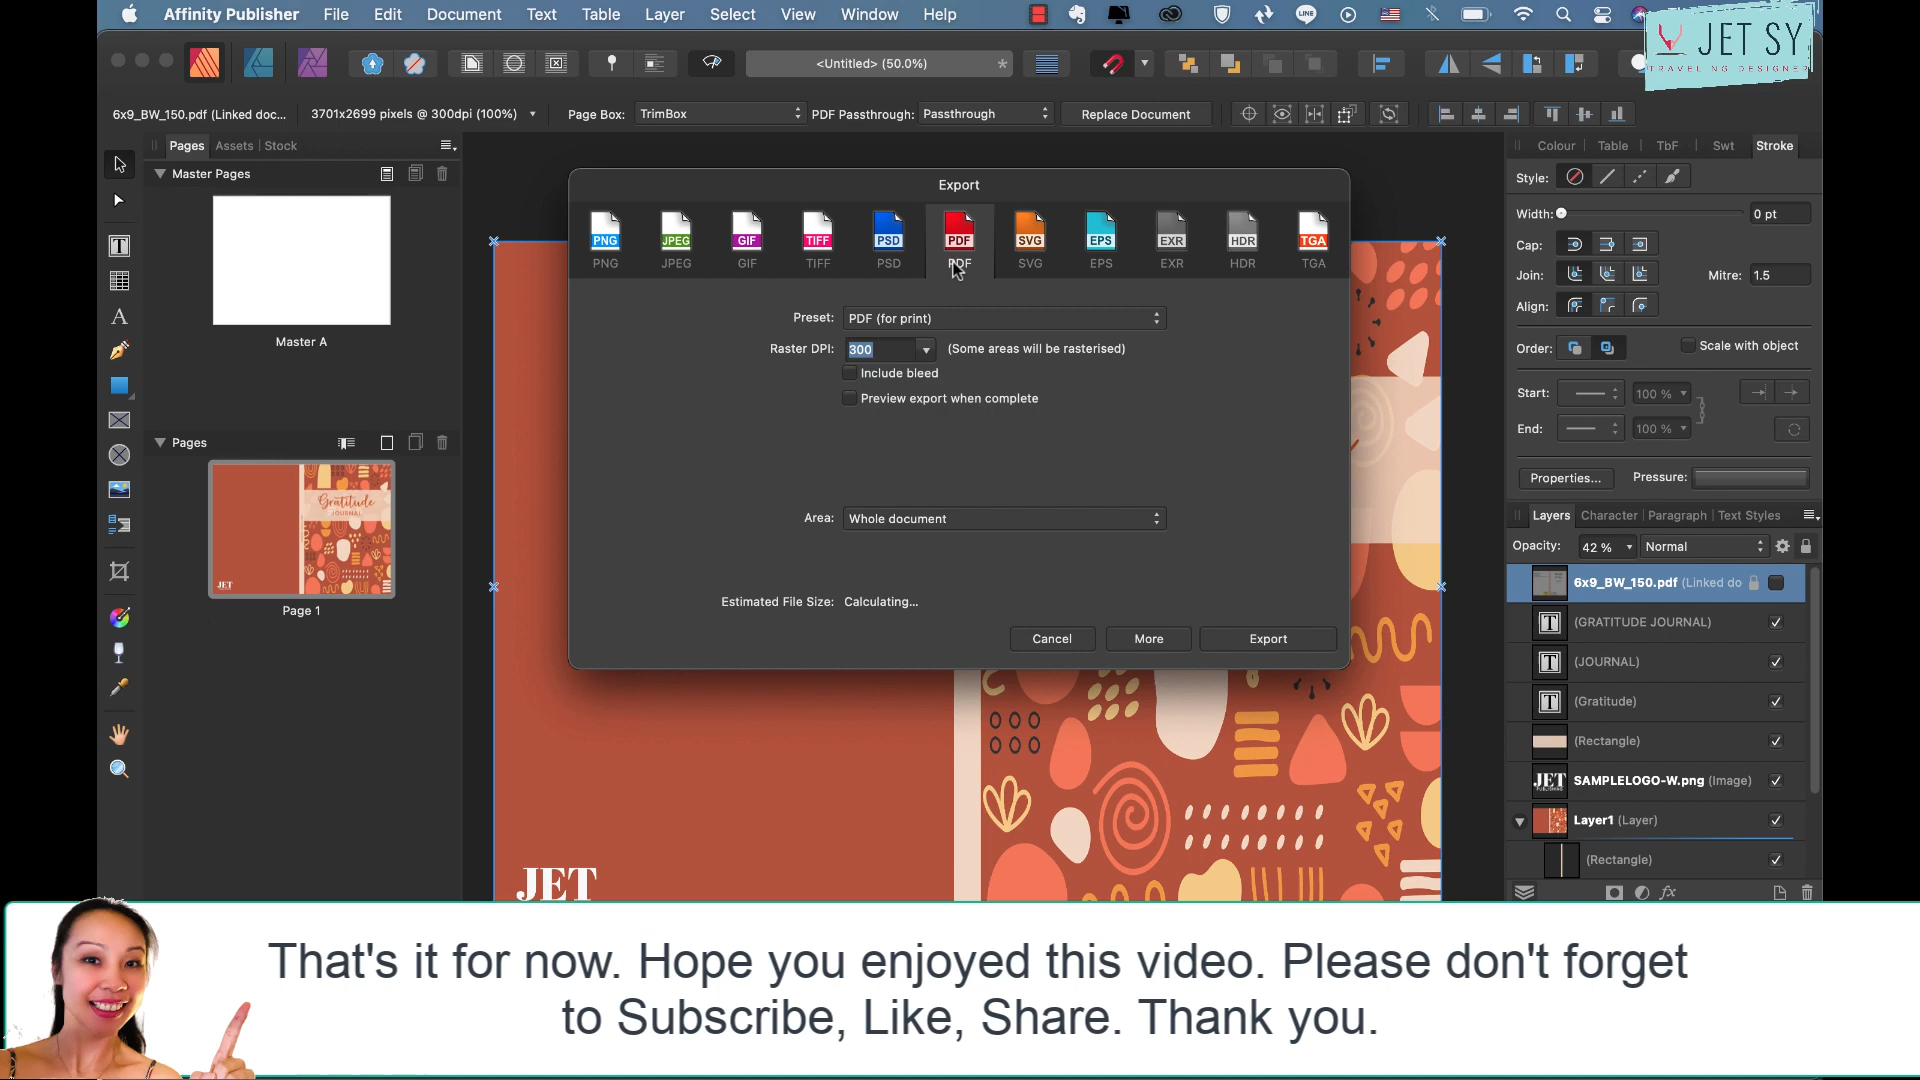 Affinity Publisher File Edit Document Text Table Layer Select View Window Help
LINE
JET SY
TRAVELING DESIGNER
<Untitled> (50.0%) *
6x9_BW_150.pdf (Linked doc... 3701x2699 pixels @ 300dpi (100%) Page Box: TrimBox PDF Passthrough: Passthrough Replace Document
Pages Assets Stock
Master Pages
Master A
Pages
Gratitude
JOURNAL
JET
Page 1
Export
PNG JPEG GIF TIFF PSD PDF SVG EPS EXR HDR TGA
PNG JPEG GIF TIFF PSD PDF SVG EPS EXR HDR TGA
Preset: PDF (for print)
Raster DPI: 300 (Some areas will be rasterised)
Include bleed
Preview export when complete
Area: Whole document
Estimated File Size: Calculating...
Cancel More Export
JET
Colour Table TbF Swt Stroke
Style:
Width: 0 pt
Cap:
Join: Mitre: 1.5
Align:
Order: Scale with object
Start: 100 %
End: 100 %
Properties... Pressure:
Layers Character Paragraph Text Styles
Opacity: 42 % Normal
6x9_BW_150.pdf (Linked do
(GRATITUDE JOURNAL)
(JOURNAL)
(Gratitude)
(Rectangle)
JET SAMPLELOGO-W.png (Image)
Layer1 (Layer)
(Rectangle)
fx
That's it for now. Hope you enjoyed this video. Please don't forget
to Subscribe, Like, Share. Thank you.